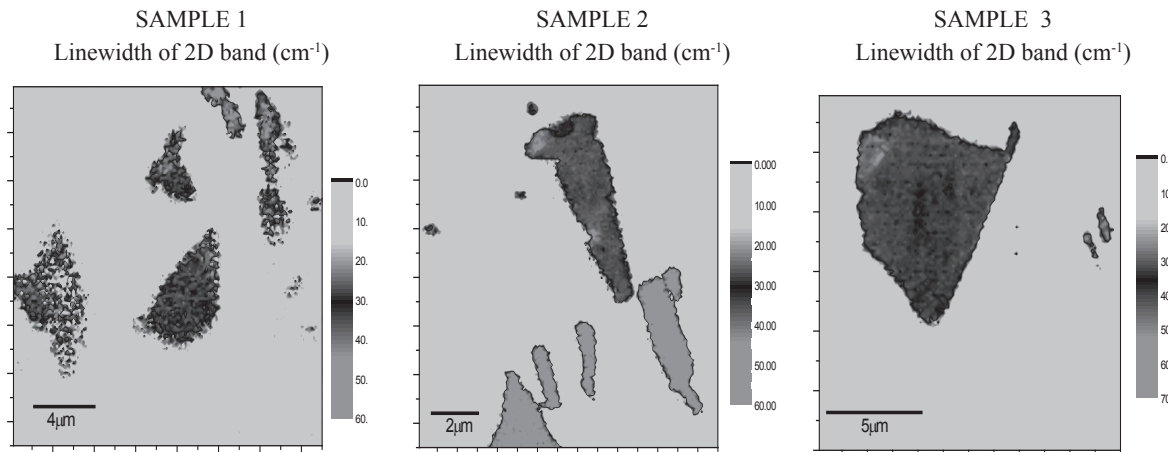 SAMPLE 1
Linewidth of 2D band (cm-1)
0.0
10.
20.
30.
40.
50.
60.
4μm
SAMPLE 2
Linewidth of 2D band (cm-1)
0.000
10.00
20.00
30.00
40.00
50.00
60.00
2μm
SAMPLE 3
Linewidth of 2D band (cm-1)
0.
10
20
30
40
50
60
70
5μm